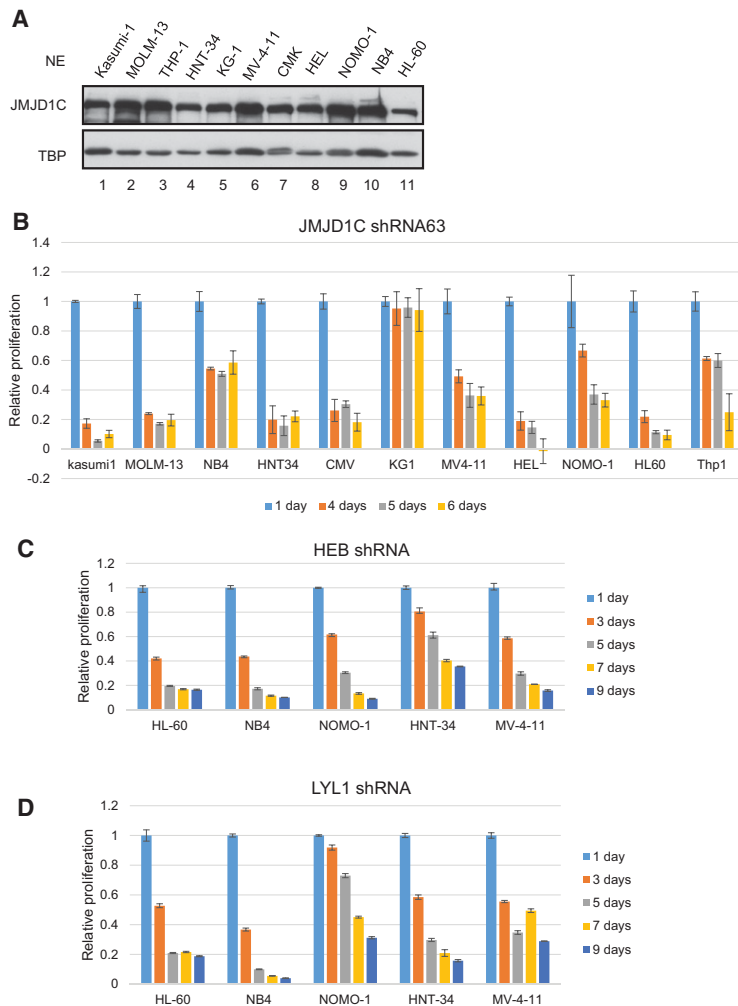 A
NE
Kasumi-1 MOLM-13 THP-1 HNT-34 KG-1 MV-4-11 CMK HEL NOMO-1 NB4 HL-60
JMJD1C
TBP
1 2 3 4 5 6 7 8 9 10 11
B
JMJD1C shRNA63
Relative proliferation
1.4
1.2
1
0.8
0.6
0.4
0.2
0
-0.2
kasumi1 MOLM-13 NB4 HNT34 CMV KG1 MV4-11 HEL NOMO-1 HL60 Thp1
1 day 4 days 5 days 6 days
C
HEB shRNA
Relative proliferation
1.2
1
0.8
0.6
0.4
0.2
0
HL-60 NB4 NOMO-1 HNT-34 MV-4-11
1 day
3 days
5 days
7 days
9 days
D
LYL1 shRNA
Relative proliferation
1.2
1
0.8
0.6
0.4
0.2
0
HL-60 NB4 NOMO-1 HNT-34 MV-4-11
1 day
3 days
5 days
7 days
9 days